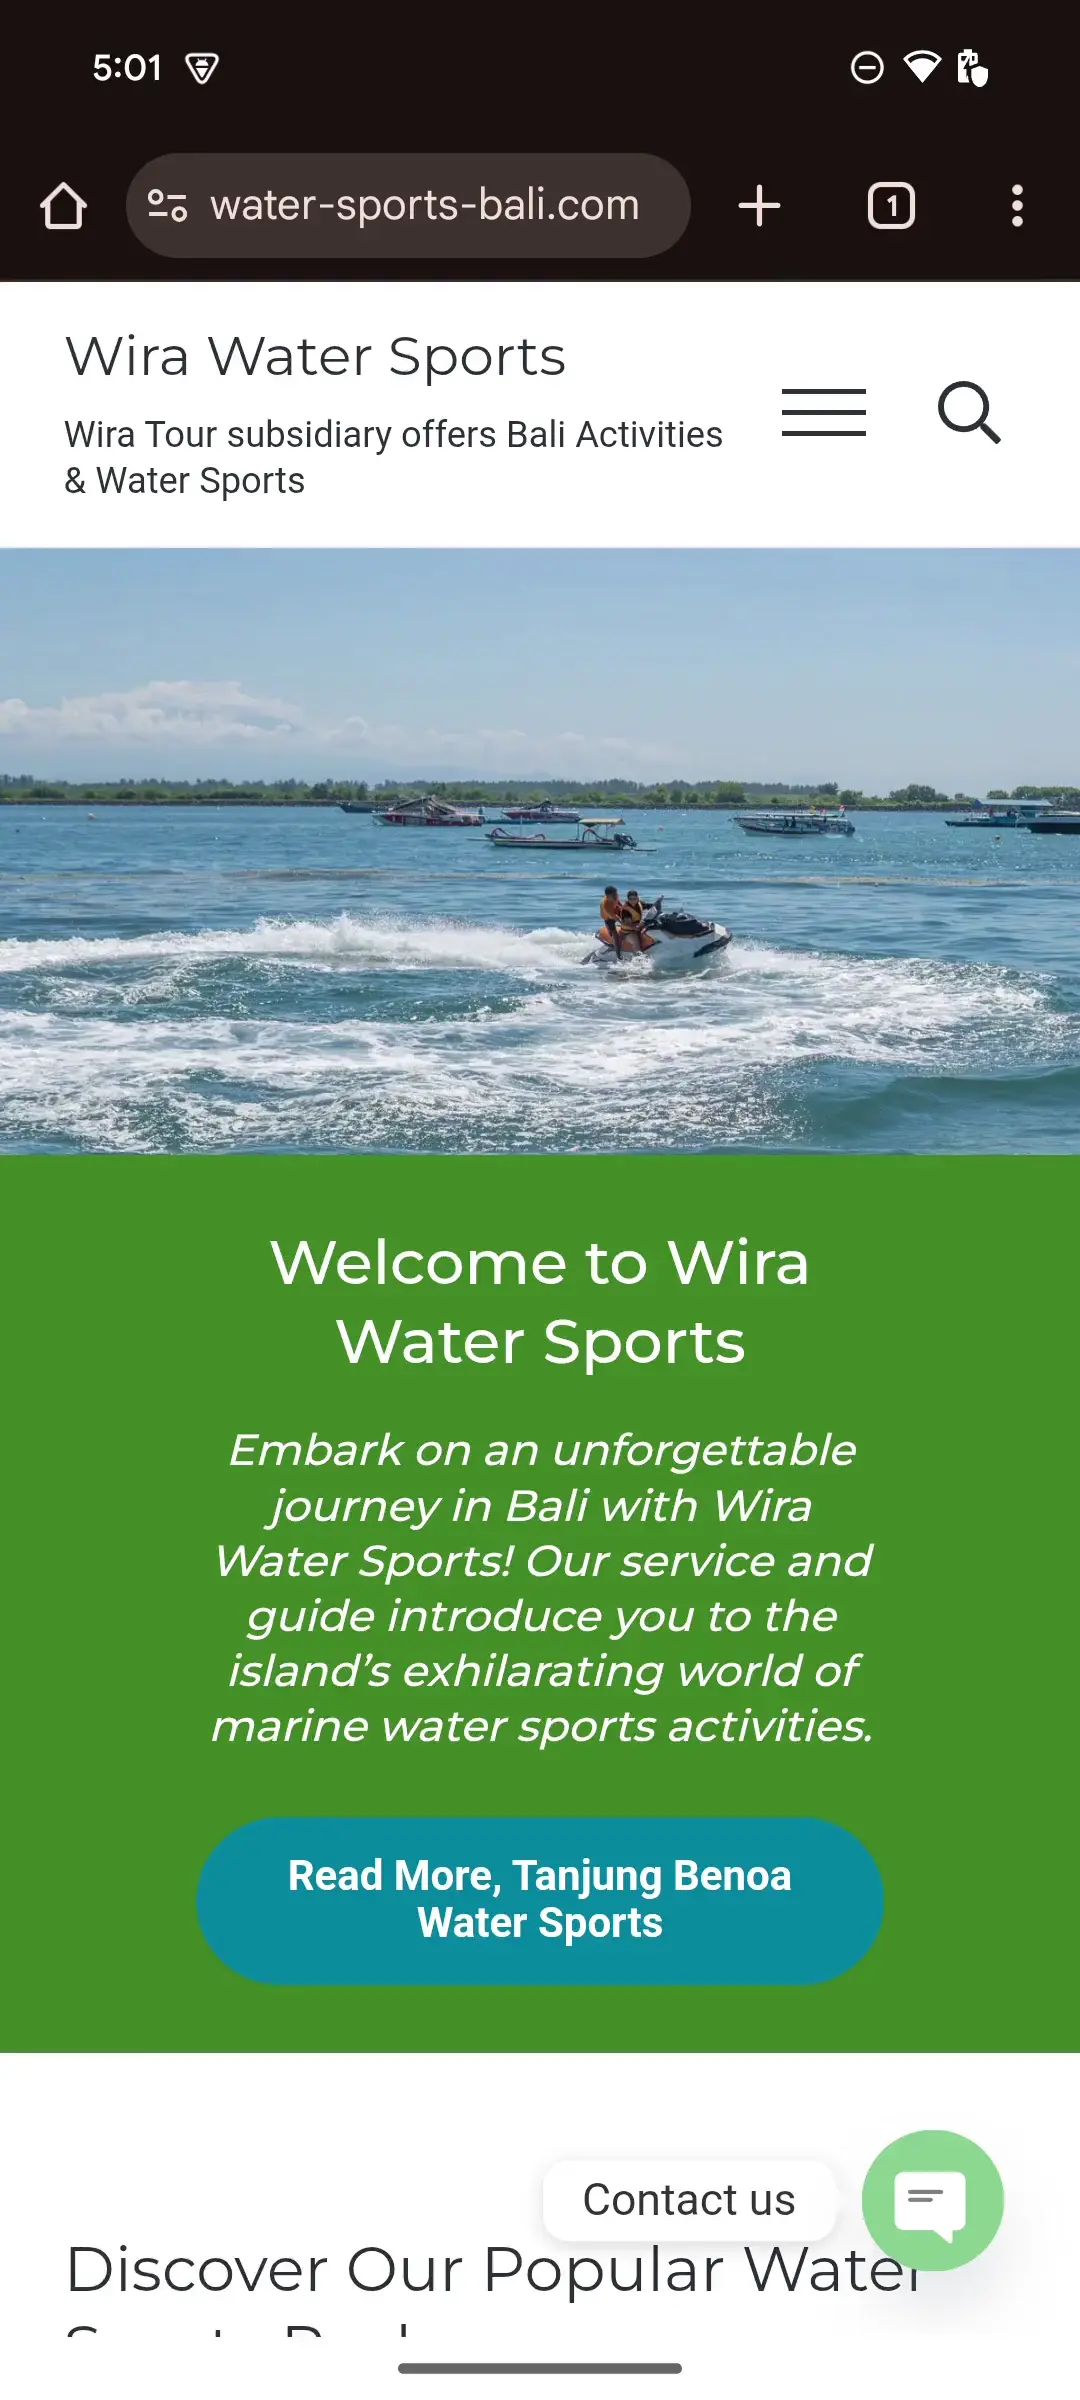 5:01
water-sports-bali.com
1
Wira Water Sports
Wira Tour subsidiary offers Bali Activities
& Water Sports
Welcome to Wira
Water Sports
Embark on an unforgettable
journey in Bali with Wira
Water Sports! Our service and
guide introduce you to the
island’s exhilarating world of
marine water sports activities.
Read More, Tanjung Benoa
Water Sports
Contact us
Discover Our Popular Water